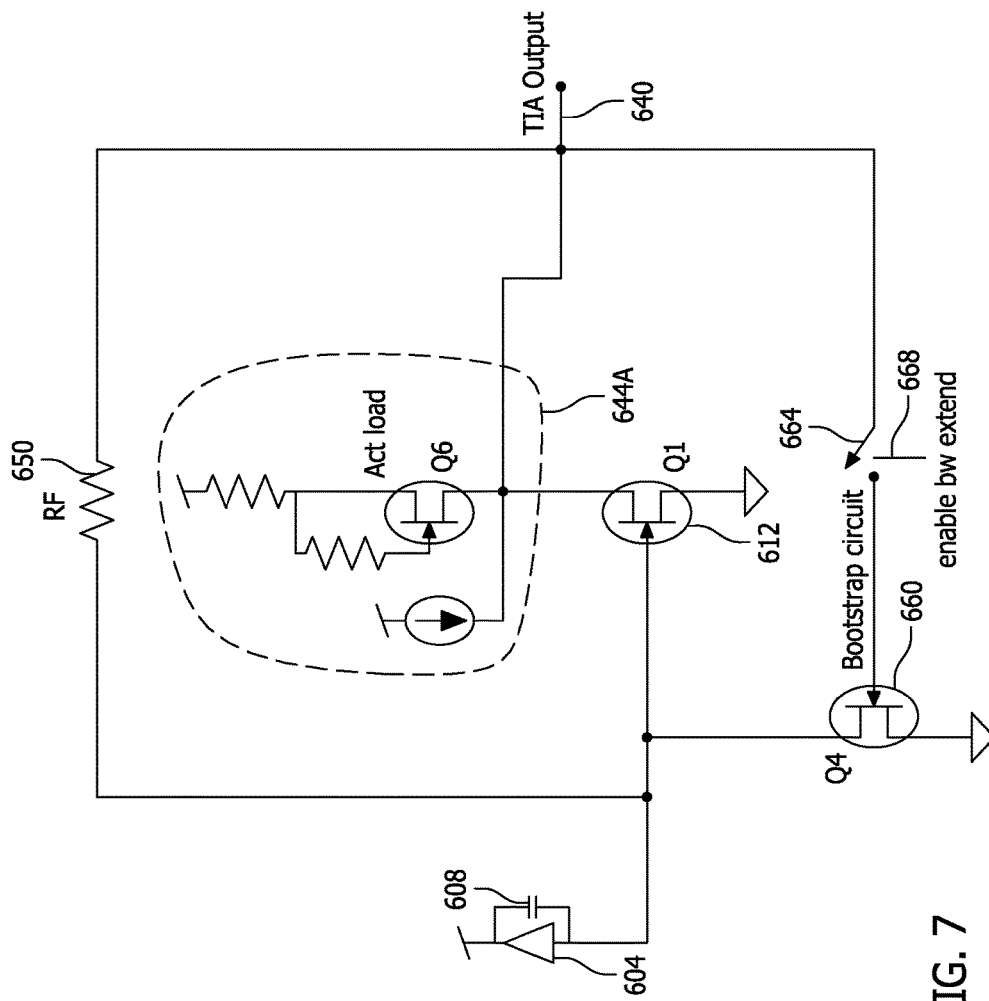 RF
650
Act load
Q6
644A
TIA Output
640
608
604
Q1
612
Bootstrap circuit
664
668
enable bw extend
Q4
660
IG. 7